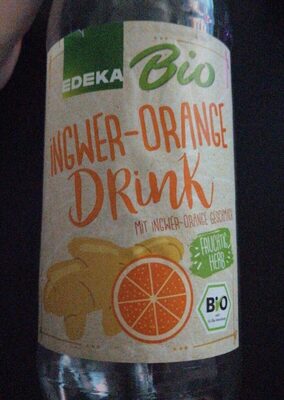 EDEKA Bio
INGWER-ORANGE
DRINK
MIT INGWER-ORANGE GESCHMACK
FRUCHTIG
HERB
Bio